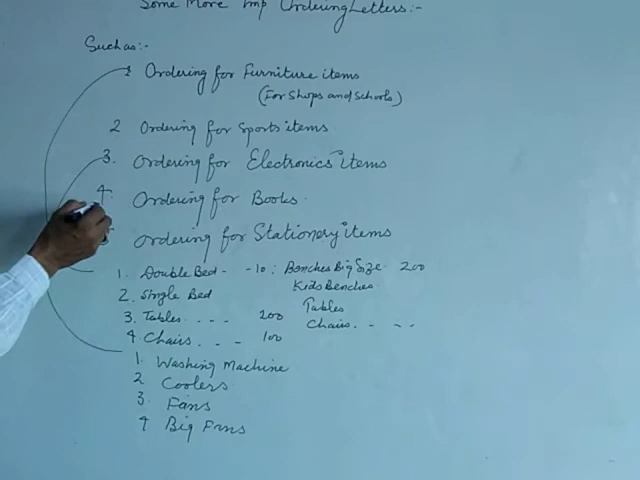 Some More Imp Ordering Letters:-
Such as:-
1 Ordering for Furniture items
(For Shops and Schools)
2 Ordering for Sports items
3. Ordering for Electronics items
4. Ordering for Books.
Ordering for Stationery items
1. Double Bed - -10 : Benches Big Size. 200
2. Single Bed Kids Benches.
3. Tables . . . . 200 Tables
4 Chairs . . . 100 Chairs . - . .
1. Washing Machine
2 Coolers
3. Fans
4 Big Fans